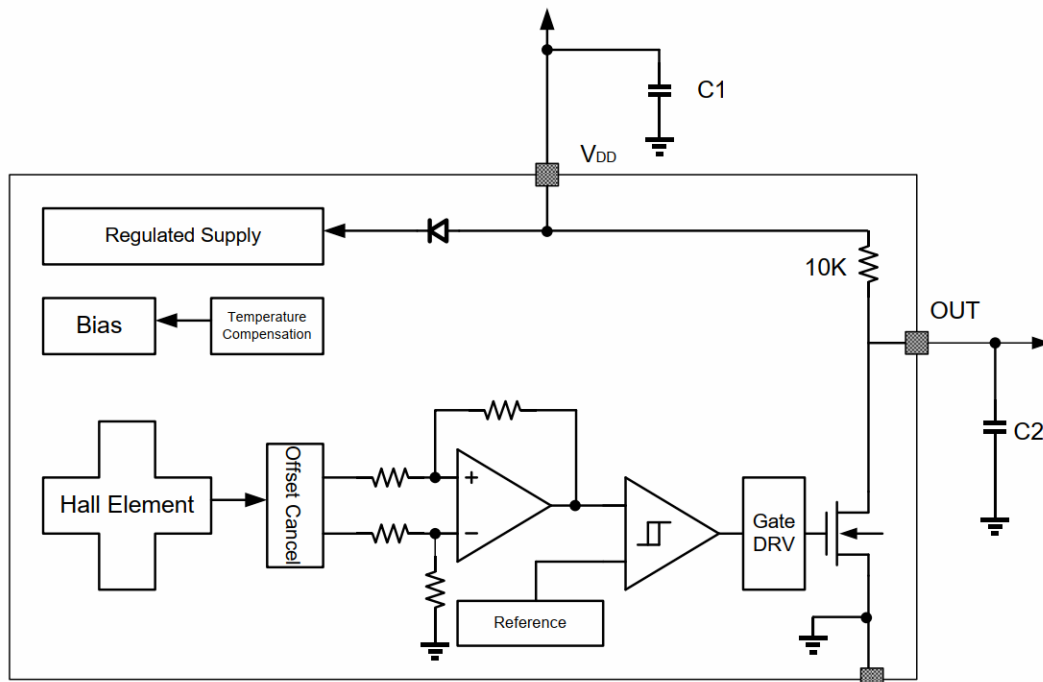 C1
VDD
Regulated Supply
10K
OUT
Bias
Temperature
Compensation
C2
Hall Element
Offset Cancel
+
−
Gate
DRV
Reference